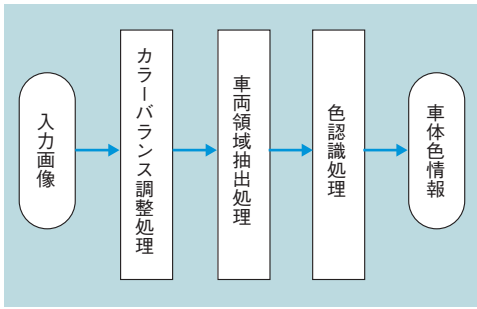 入力画像
カラーバランス調整処理
車両領域抽出処理
色認識処理
車体色情報